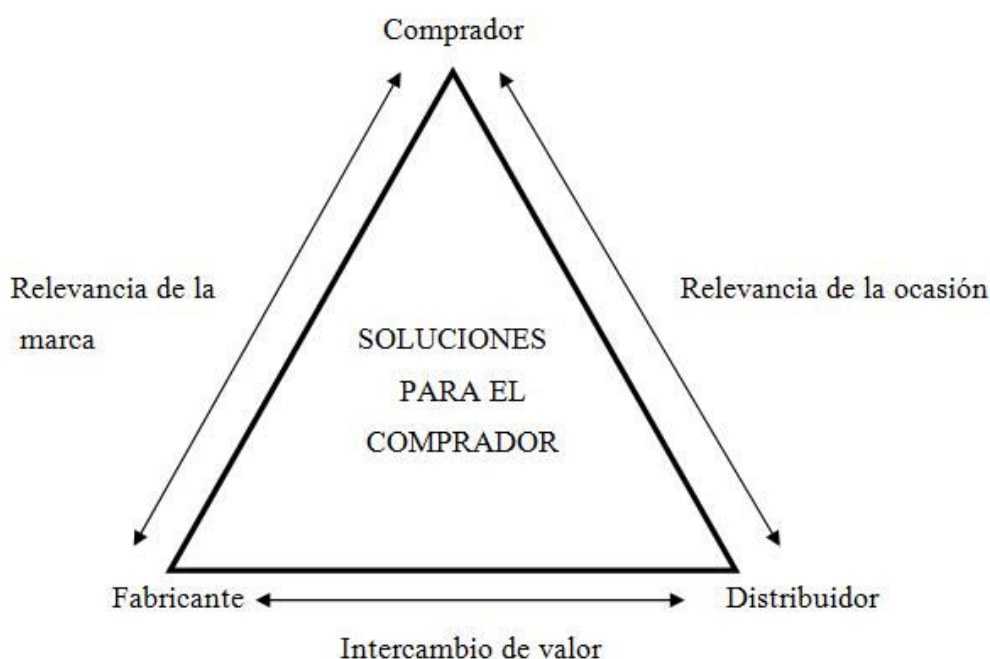 Comprador
Relevancia de la
marca
Relevancia de la ocasión
SOLUCIONES
PARA EL
COMPRADOR
Fabricante
Distribuidor
Intercambio de valor